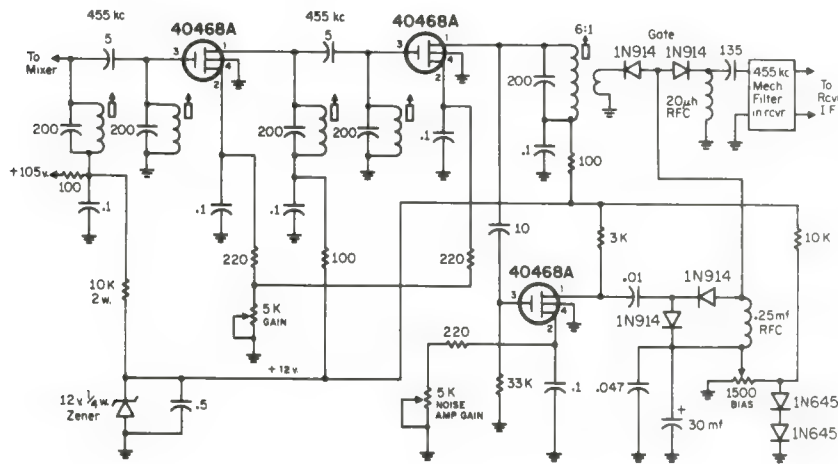 455 kc
40468A
455 kc
40468A
6:1
Gate
1N914
1N914
135
To Mixer
5
3
1
4
2
5
3
1
4
2
200
200
200
200
200
20μh
RFC
455 kc
Mech
Filter
in rcvr
To
Rcvr
I F
+105v.
100
.1
.1
.1
.1
.1
100
10K
2w.
220
100
220
10
3K
10K
40468A
.01
1N914
5K
GAIN
3
1
4
2
1N914
.25mf
RFC
220
+12v.
12v. 1/4w.
Zener
.5
5K
NOISE
AMP GAIN
33K
.1
.047
+
30 mf
1500
BIAS
1N645
1N645